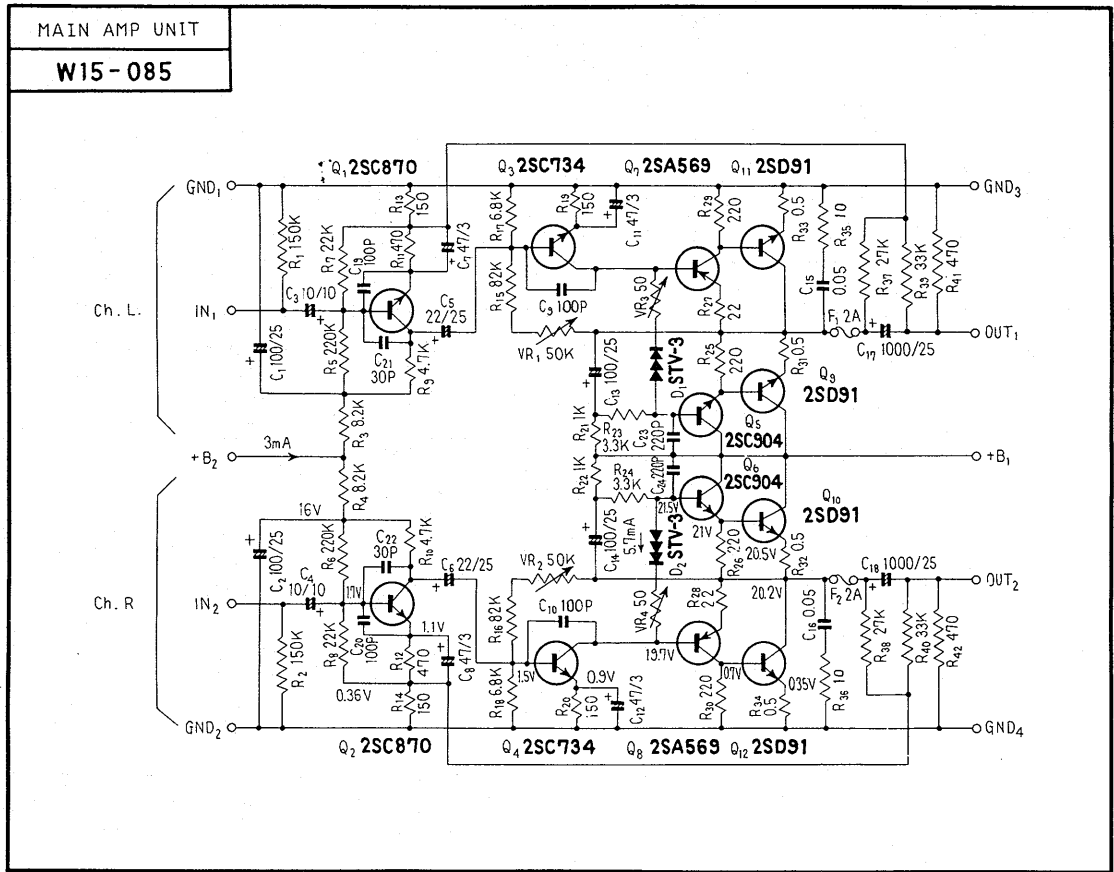 MAIN AMP UNIT
W15-085
Q1 2SC870
Q3 2SC734
Q7 2SA569
Q11 2SD91
GND1
R13 150
R17 6.8K
R19 150
C11 47/3
R29 220
R33 0.5
R35 10
GND3
R1 150K
R7 22K
C19 100P
R11 470
C7 47/3
R15 82K
C9 100P
VR3 50
R27 22
C15 0.05
R37 27K
R39 33K
R41 470
Ch. L.
IN1
C3 10/10
C5 22/25
VR1 50K
F1 2A
C17 1000/25
OUT1
C1 100/25
R5 220K
C21 30P
R9 4.7K
C13 100/25
D1 STV-3
R25 220
R31 0.5
Q9 2SD91
R3 8.2K
R21 1K
R23 3.3K
C23 220P
Q5 2SC904
+B2
3mA
+B1
R4 8.2K
R22 1K
R24 3.3K
C24 220P
Q6 2SC904
Q10 2SD91
16V
21.5V
21V
20.5V
C2 100/25
R6 220K
C22 30P
R10 4.7K
C6 22/25
C14 100/25
5.7mA
D2 STV-3
R26 220
R32 0.5
C4 10/10
VR2 50K
20.2V
F2 2A
C18 1000/25
OUT2
Ch. R
IN2
1.7V
R16 82K
C10 100P
VR4 50
R28 22
C16 0.05
R38 27K
R40 33K
R42 470
R2 150K
R8 22K
C20 100P
1.1V
R12 470
C8 47/3
1.5V
0.9V
19.7V
0.7V
0.35V
0.36V
R14 150
R18 6.8K
R20 150
C12 47/3
R30 220
R34 0.5
R36 10
GND2
GND4
Q2 2SC870
Q4 2SC734
Q8 2SA569
Q12 2SD91